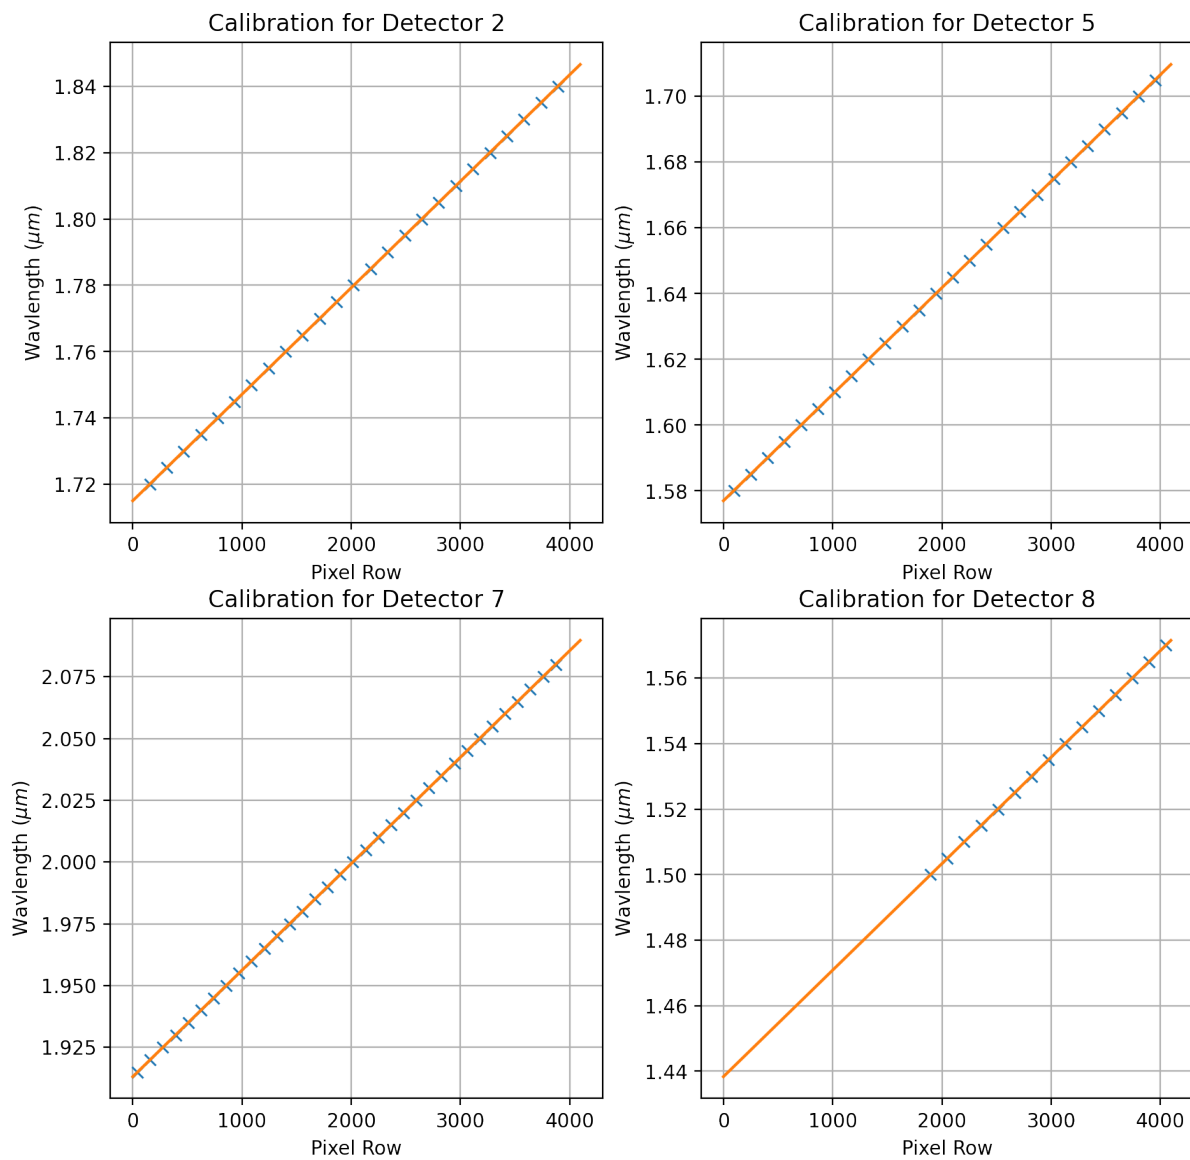 Calibration for Detector 2
Wavlength (μm)
1.84
1.82
1.80
1.78
1.76
1.74
1.72
0 1000 2000 3000 4000
Pixel Row
Calibration for Detector 5
Wavlength (μm)
1.70
1.68
1.66
1.64
1.62
1.60
1.58
0 1000 2000 3000 4000
Pixel Row
Calibration for Detector 7
Wavlength (μm)
2.075
2.050
2.025
2.000
1.975
1.950
1.925
0 1000 2000 3000 4000
Pixel Row
Calibration for Detector 8
Wavlength (μm)
1.56
1.54
1.52
1.50
1.48
1.46
1.44
0 1000 2000 3000 4000
Pixel Row